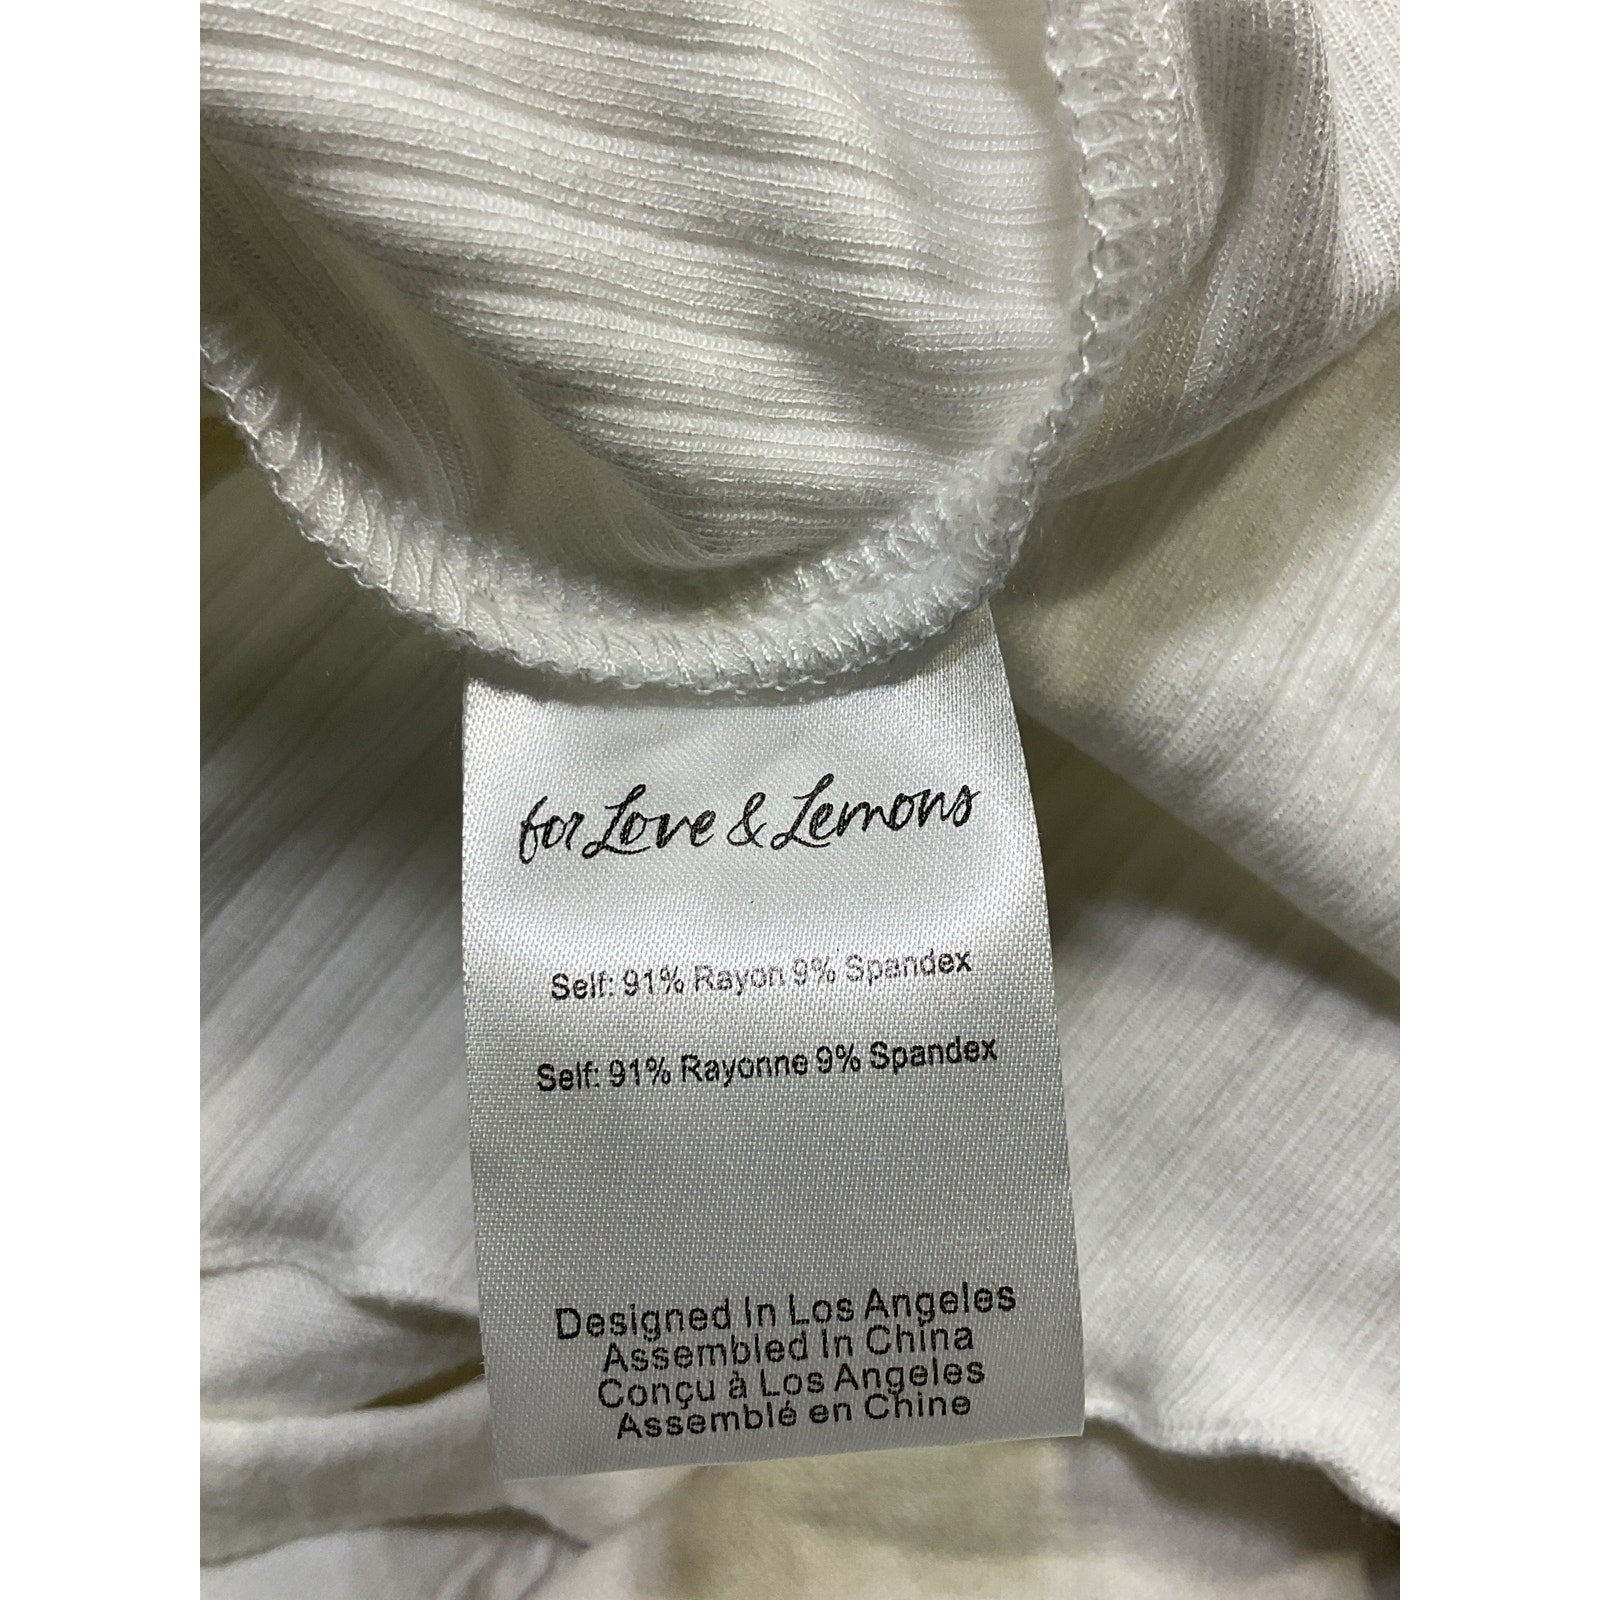 for Love & Lemons
Self: 91% Rayon 9% Spandex
Self: 91% Rayonne 9% Spandex
Designed In Los Angeles
Assembled In China
Conçu à Los Angeles
Assemblé en Chine